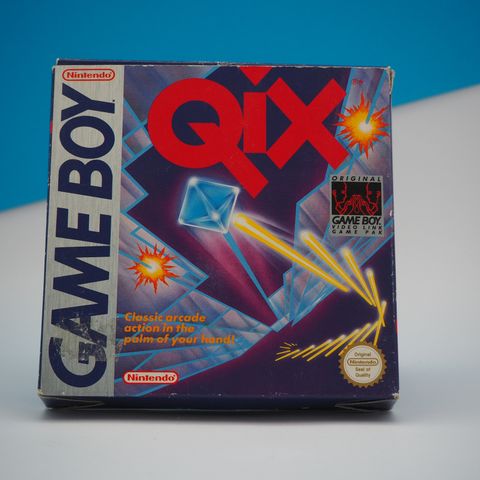 Nintendo
GAME BOY
TM
QiX
ORIGINAL
GAME BOY
VIDEO LINK
GAME PAK
Classic arcade
action in the
palm of your hand!
Nintendo
Original
Nintendo
Seal of
Quality